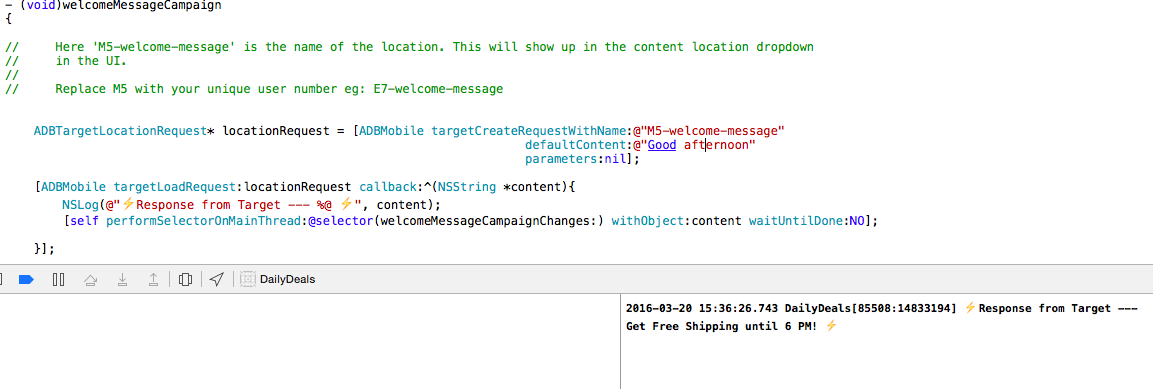 - (void)welcomeMessageCampaign
{
//     Here 'M5-welcome-message' is the name of the location. This will show up in the content location dropdown
//     in the UI.
//
//     Replace M5 with your unique user number eg: E7-welcome-message
ADBTargetLocationRequest* locationRequest = [ADBMobile targetCreateRequestWithName:@"M5-welcome-message"
defaultContent:@"Good afternoon"
parameters:nil];
[ADBMobile targetLoadRequest:locationRequest callback:^(NSString *content){
NSLog(@"⚡Response from Target --- %@ ⚡", content);
[self performSelectorOnMainThread:@selector(welcomeMessageCampaignChanges:) withObject:content waitUntilDone:NO];
}];
DailyDeals
2016-03-20 15:36:26.743 DailyDeals[85508:14833194] ⚡Response from Target ---
Get Free Shipping until 6 PM! ⚡